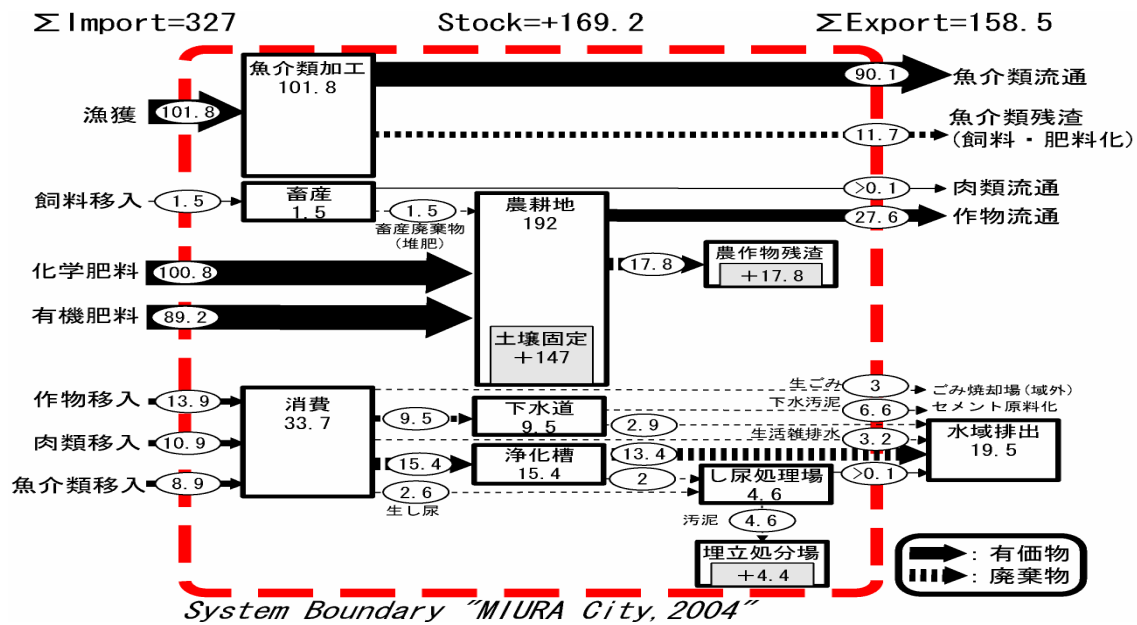 ΣImport=327 Stock=+169.2 ΣExport=158.5
魚介類加工
101.8
90.1
魚介類流通
漁獲
101.8
魚介類残渣
(飼料・肥料化)
11.7
飼料移入
1.5
畜産
1.5
1.5
畜産廃棄物
(堆肥)
農耕地
192
>0.1
肉類流通
27.6
作物流通
化学肥料
100.8
17.8
農作物残渣
+17.8
有機肥料
89.2
土壌固定
+147
作物移入
13.9
肉類移入
10.9
魚介類移入
8.9
消費
33.7
生ごみ
3
ごみ焼却場(域外)
9.5
下水道
9.5
下水汚泥
6.6
セメント原料化
2.9
生活雑排水
3.2
水域排出
19.5
15.4
浄化槽
15.4
13.4
2
2.6
生し尿
し尿処理場
4.6
>0.1
汚泥
4.6
埋立処分場
+4.4
: 有価物
: 廃棄物
System Boundary "MIURA City, 2004"